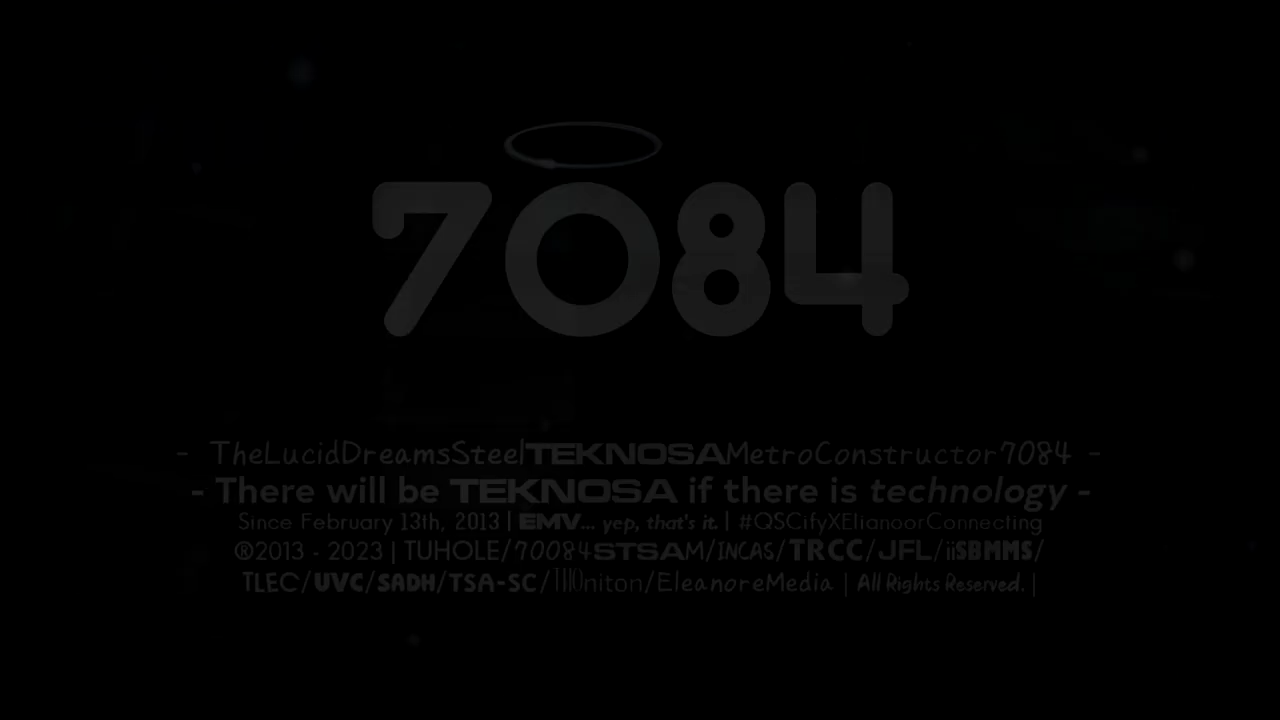 7084
- TheLucidDreamsSteelTEKNOSAMetroConstructor7084 -
- There will be TEKNOSA if there is technology -
Since February 13th, 2013 | EMV... yep, that's it. | #QSCifyXElianoorConnecting
®2013 - 2023 | TUHOLE/70084STSAM/INCAS/TRCC/JFL/iiSBMMS/
TLEC/UVC/SADH/TSA-SC/ /EleanoreMedia | All Rights Reserved. |